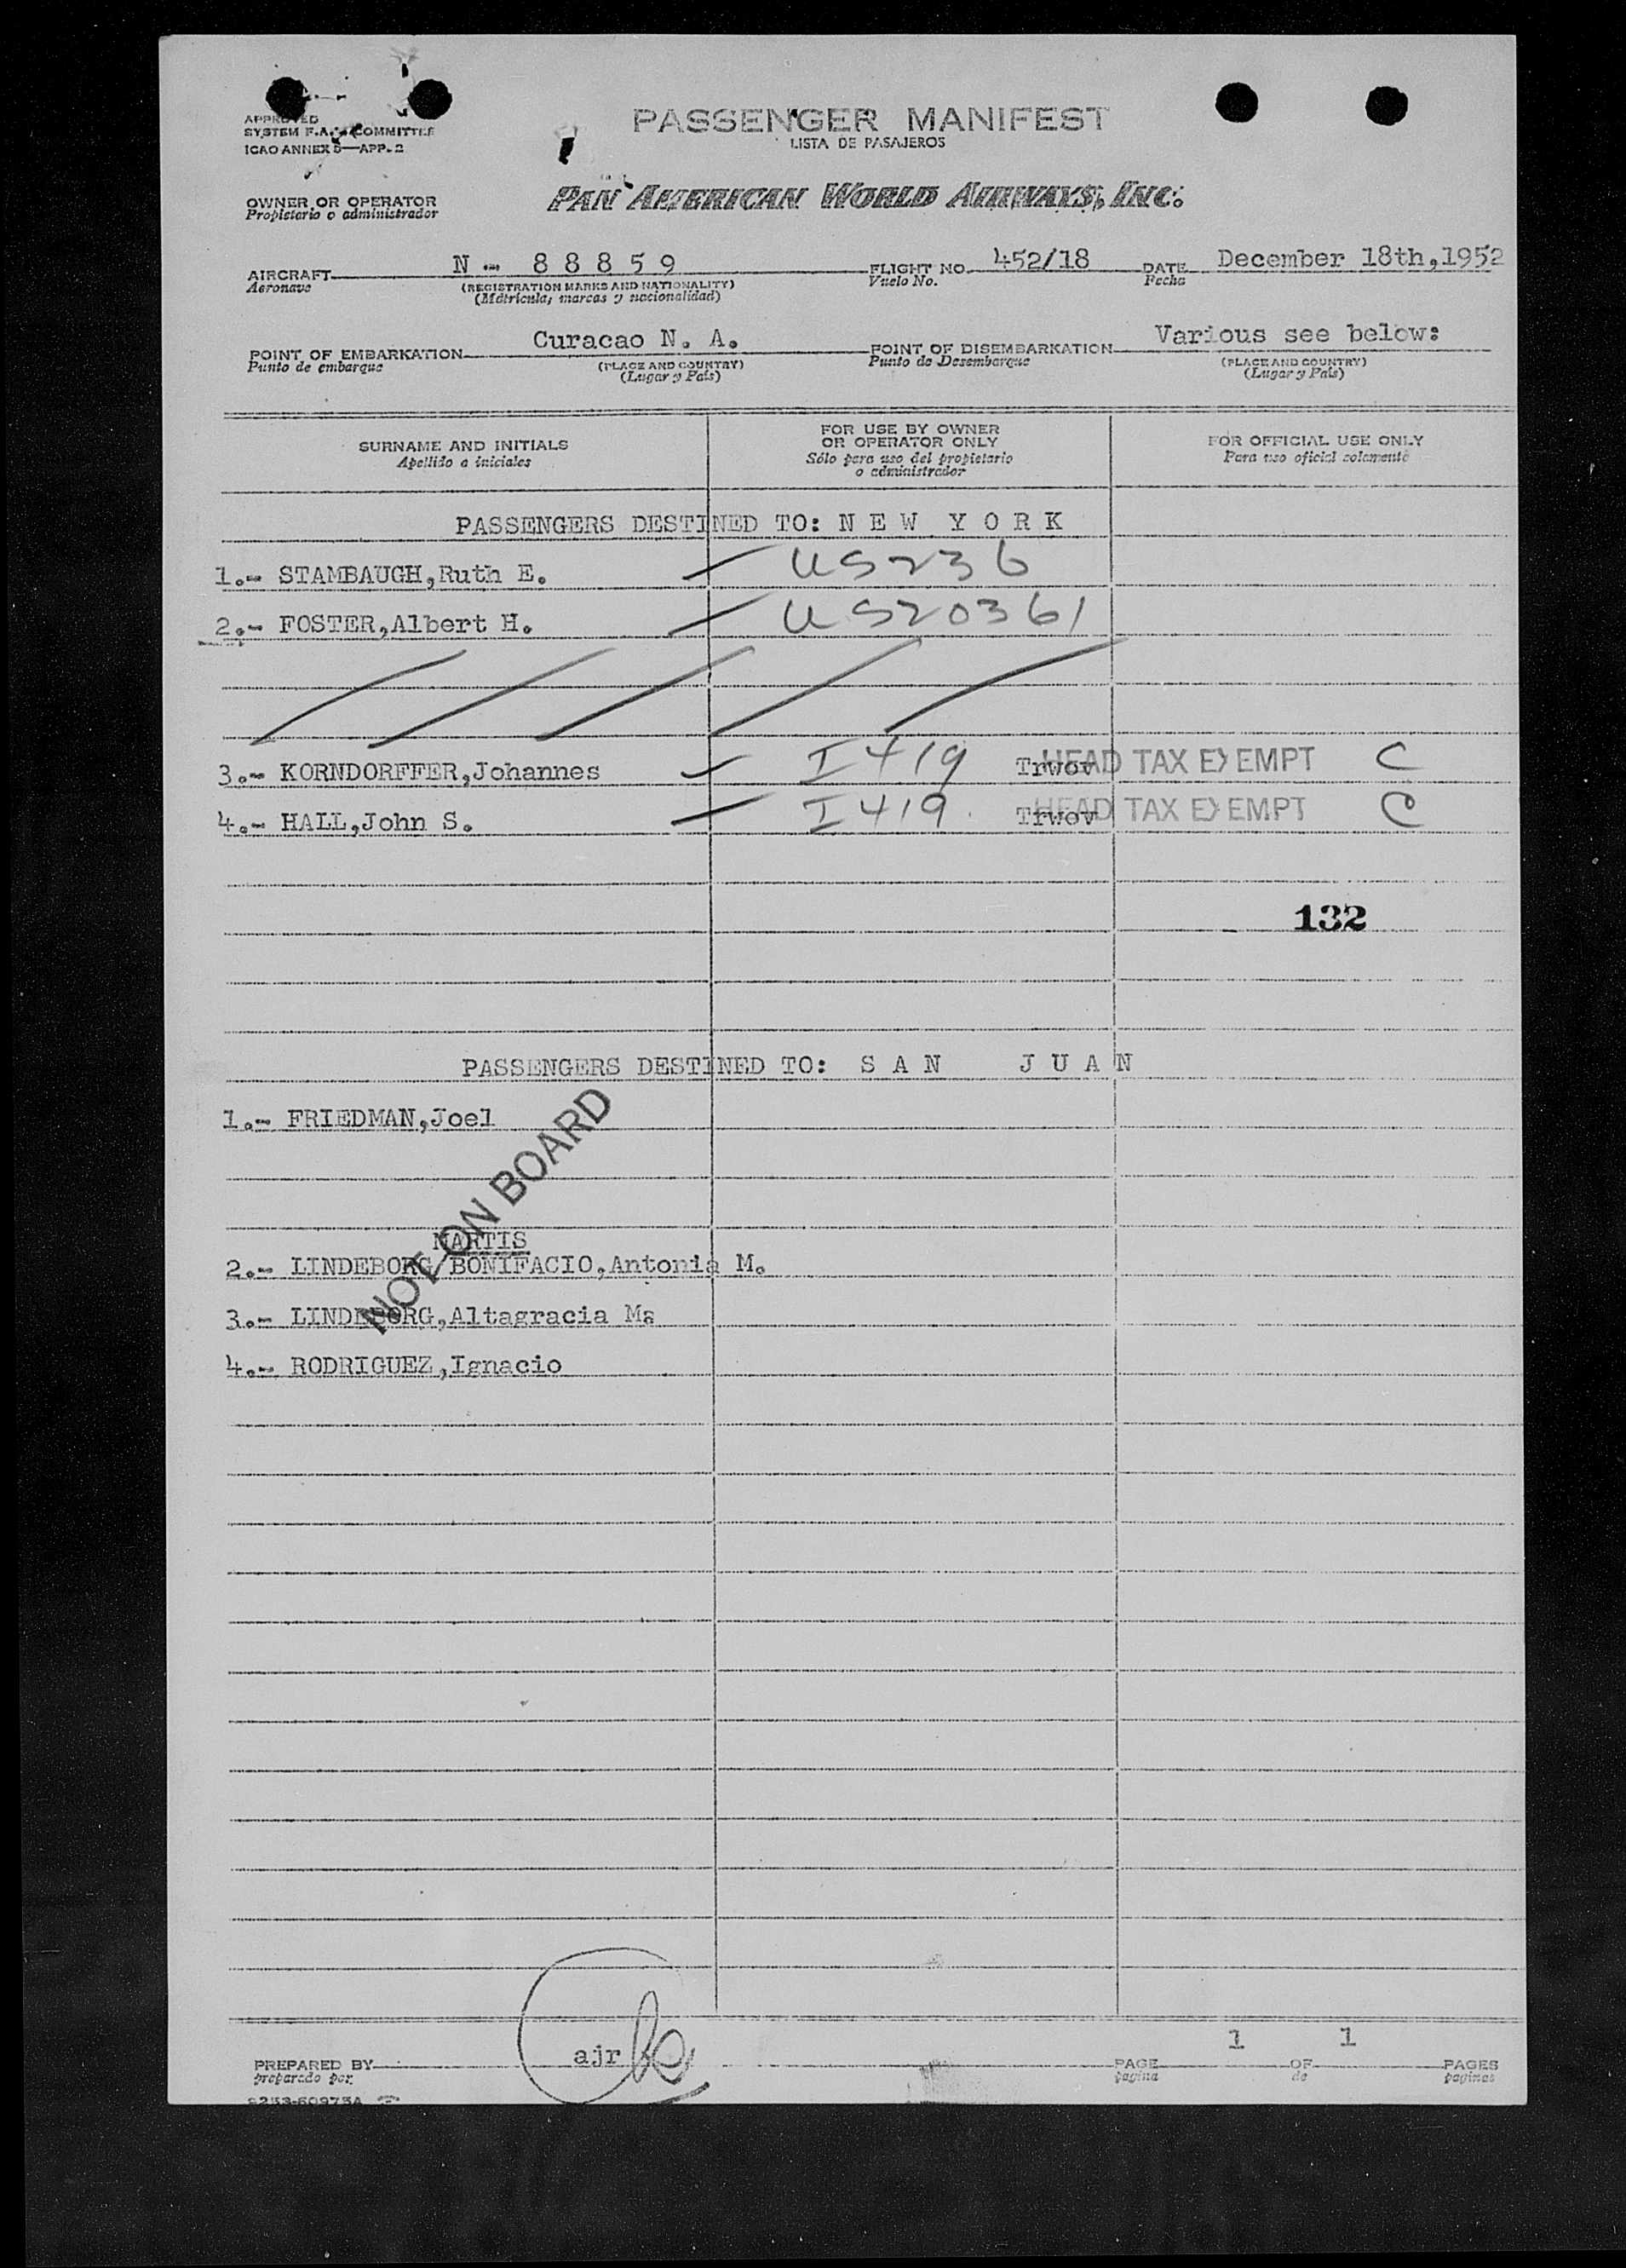 APPROVED
SYSTEM F.A. COMMITTEE
ICAO ANNEX 9—APP. 2
PASSENGER MANIFEST
LISTA DE PASAJEROS
OWNER OR OPERATOR
Propietario o administrador
PAN AMERICAN WORLD AIRWAYS, INC.
AIRCRAFT N - 8 8 8 5 9 FLIGHT NO. 452/18 DATE December 18th,1952
Aeronave (REGISTRATION MARKS AND NATIONALITY) Vuelo No. Fecha
(Matrícula, marcas y nacionalidad)
POINT OF EMBARKATION Curacao N. A. POINT OF DISEMBARKATION Various see below:
Punto de embarque (PLACE AND COUNTRY) Punto de Desembarque (PLACE AND COUNTRY)
(Lugar y País) (Lugar y País)
SURNAME AND INITIALS
Apellido o iniciales
FOR USE BY OWNER
OR OPERATOR ONLY
Sólo para uso del propietario
o administrador
FOR OFFICIAL USE ONLY
Para uso oficial solamente
PASSENGERS DESTINED TO: N E W Y O R K
1.- STAMBAUGH,Ruth E. US236
2.- FOSTER,Albert H. US20361
3.- KORNDORFFER,Johannes I419 Trwov HEAD TAX EXEMPT C
4.- HALL,John S. I419. Trwov HEAD TAX EXEMPT C
132
PASSENGERS DESTINED TO: S A N J U A N
1.- FRIEDMAN,Joel
NOT ON BOARD
MARTIS
2.- LINDEBORG/BONIFACIO,Antonia M.
3.- LINDEBORG,Altagracia Ma
4.- RODRIGUEZ,Ignacio
PREPARED BY ajr PAGE 1 OF 1 PAGES
preparado por página de páginas